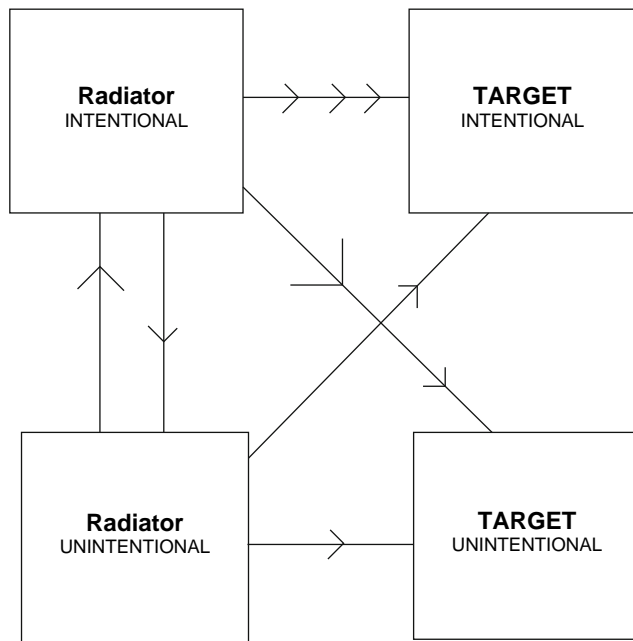 Radiator
INTENTIONAL
TARGET
INTENTIONAL
Radiator
UNINTENTIONAL
TARGET
UNINTENTIONAL